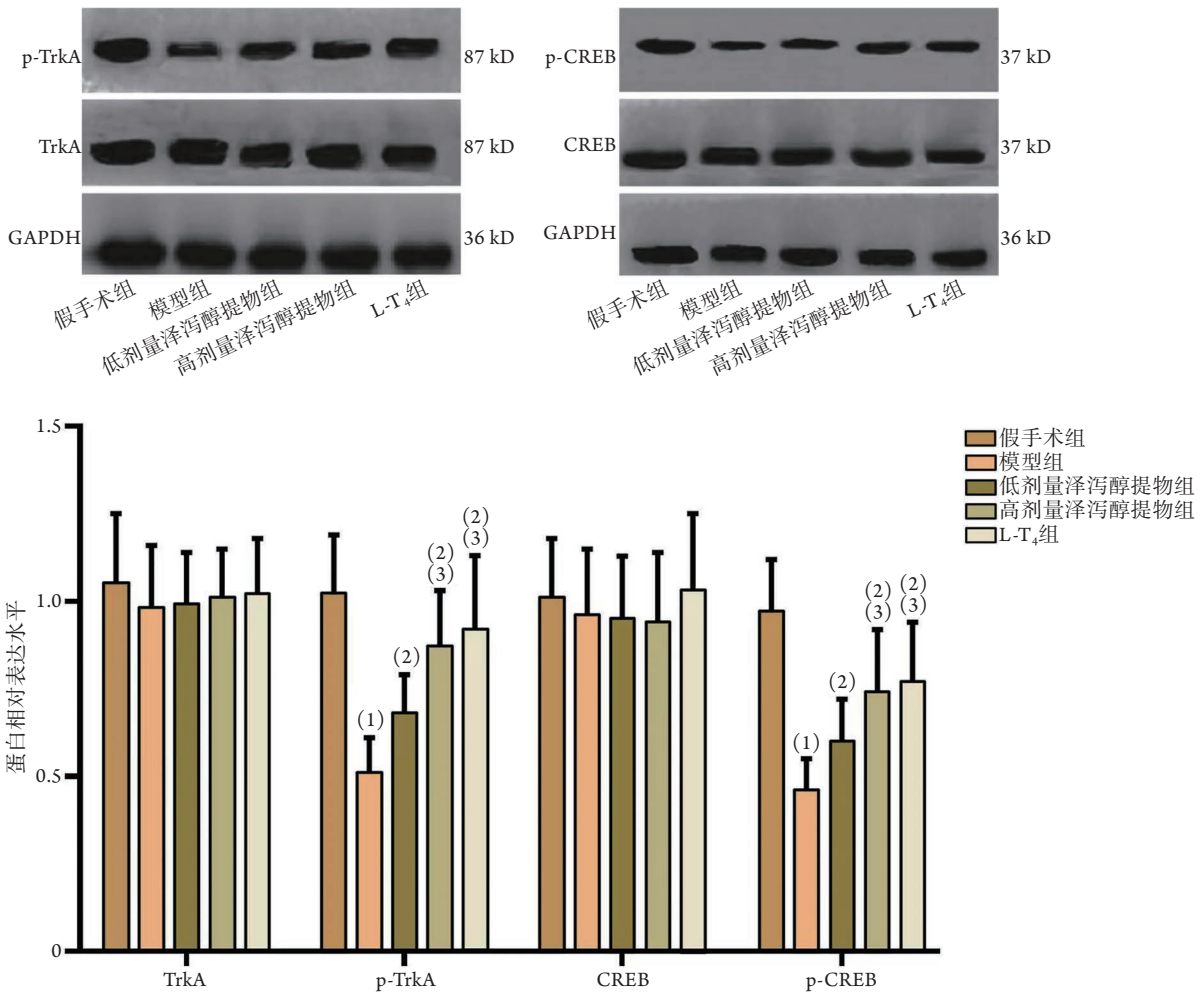 p-TrkA
87 kD
TrkA
87 kD
GAPDH
36 kD
假手术组
模型组
低剂量泽泻醇提物组
高剂量泽泻醇提物组
L-T₄组
p-CREB
37 kD
CREB
37 kD
GAPDH
36 kD
假手术组
模型组
低剂量泽泻醇提物组
高剂量泽泻醇提物组
L-T₄组
蛋白相对表达水平
1.5
1.0
0.5
0
(1)
(2)
(2)
(3)
(2)
(3)
(1)
(2)
(2)
(3)
(2)
(3)
TrkA
p-TrkA
CREB
p-CREB
假手术组
模型组
低剂量泽泻醇提物组
高剂量泽泻醇提物组
L-T₄组